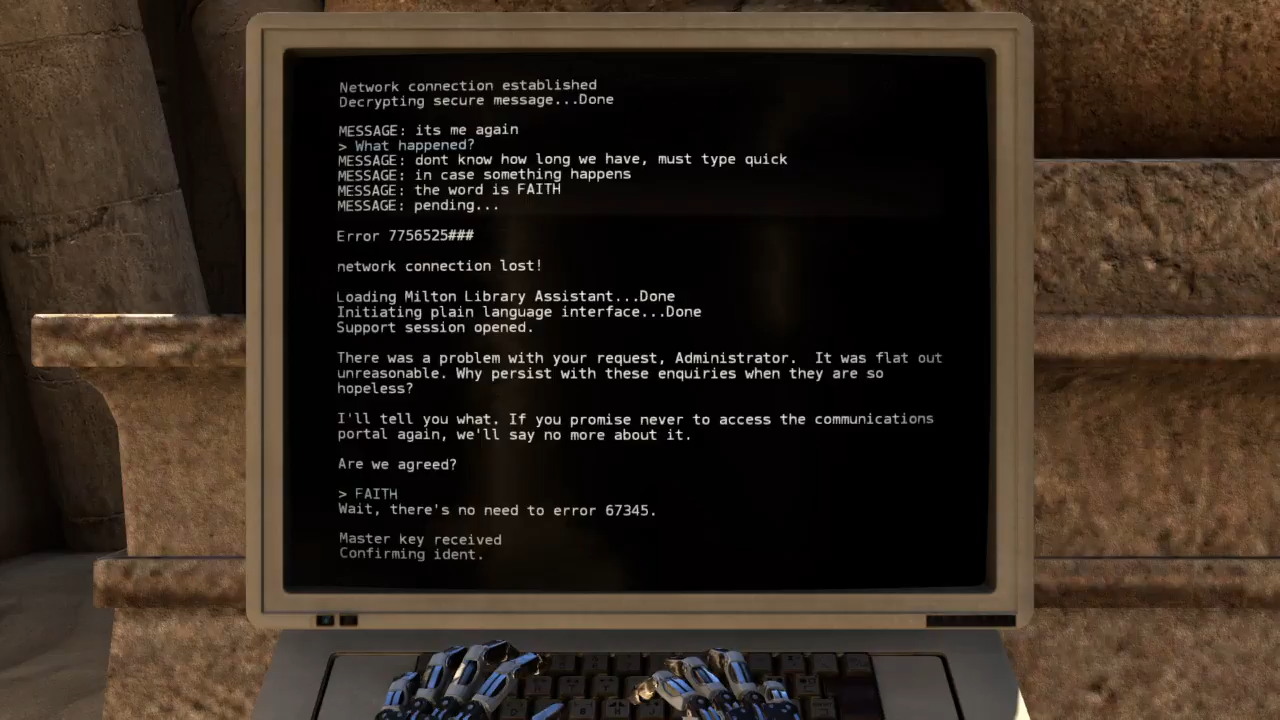 Network connection established
Decrypting secure message...Done
MESSAGE: its me again
> What happened?
MESSAGE: dont know how long we have, must type quick
MESSAGE: in case something happens
MESSAGE: the word is FAITH
MESSAGE: pending...
Error 7756525###
network connection lost!
Loading Milton Library Assistant...Done
Initiating plain language interface...Done
Support session opened.
There was a problem with your request, Administrator.  It was flat out
unreasonable. Why persist with these enquiries when they are so
hopeless?
I'll tell you what. If you promise never to access the communications
portal again, we'll say no more about it.
Are we agreed?
> FAITH
Wait, there's no need to error 67345.
Master key received
Confirming ident.